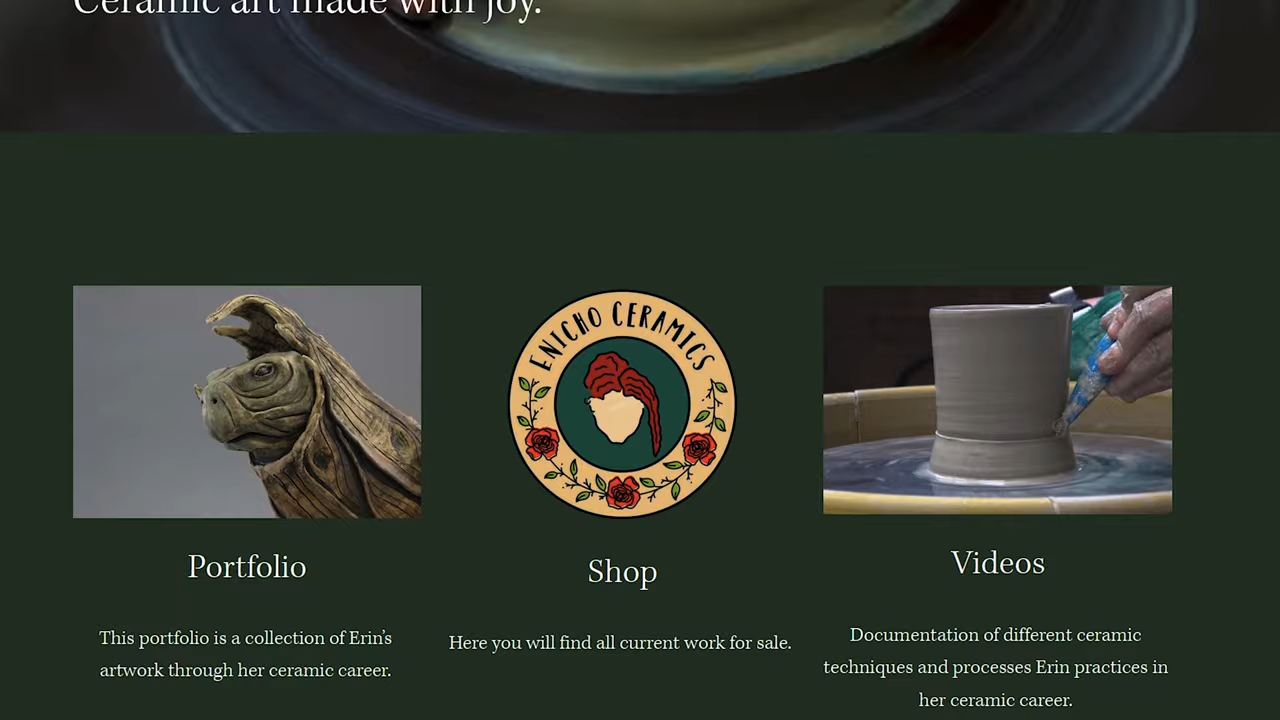 Ceramic art made with joy.
ENICHO CERAMICS
Portfolio
Shop
Videos
This portfolio is a collection of Erin's
artwork through her ceramic career.
Here you will find all current work for sale.
Documentation of different ceramic
techniques and processes Erin practices in
her ceramic career.